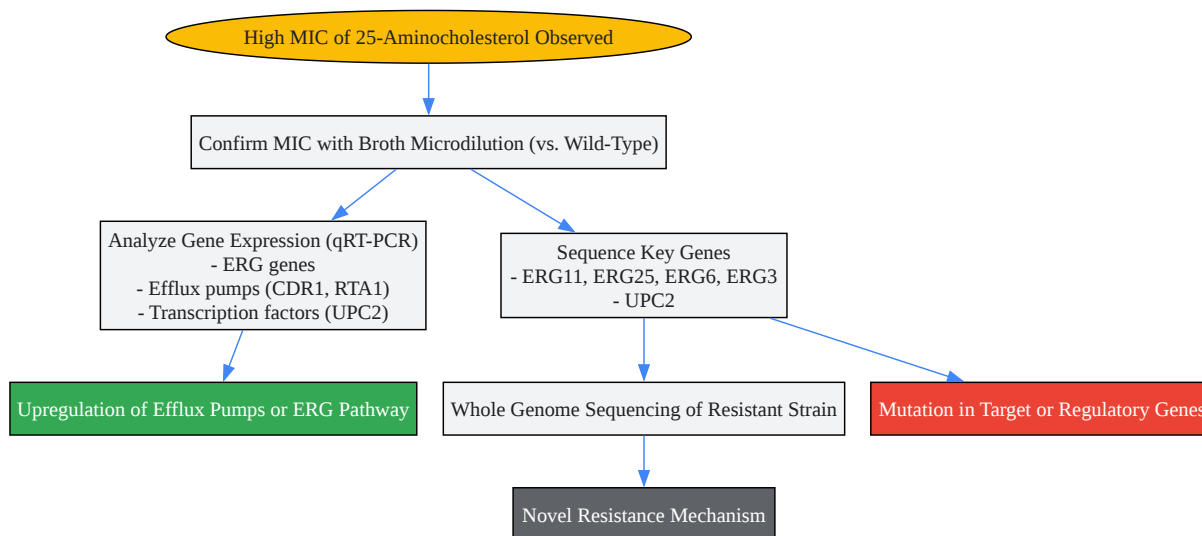 High MIC of 25-Aminocholesterol Observed
Confirm MIC with Broth Microdilution (vs. Wild-Type)
Analyze Gene Expression (qRT-PCR)
- ERG genes
- Efflux pumps (CDR1, RTA1)
- Transcription factors (UPC2)
Sequence Key Genes
- ERG11, ERG25, ERG6, ERG3
- UPC2
Upregulation of Efflux Pumps or ERG Pathway
Whole Genome Sequencing of Resistant Strain
Mutation in Target or Regulatory Genes
Novel Resistance Mechanism